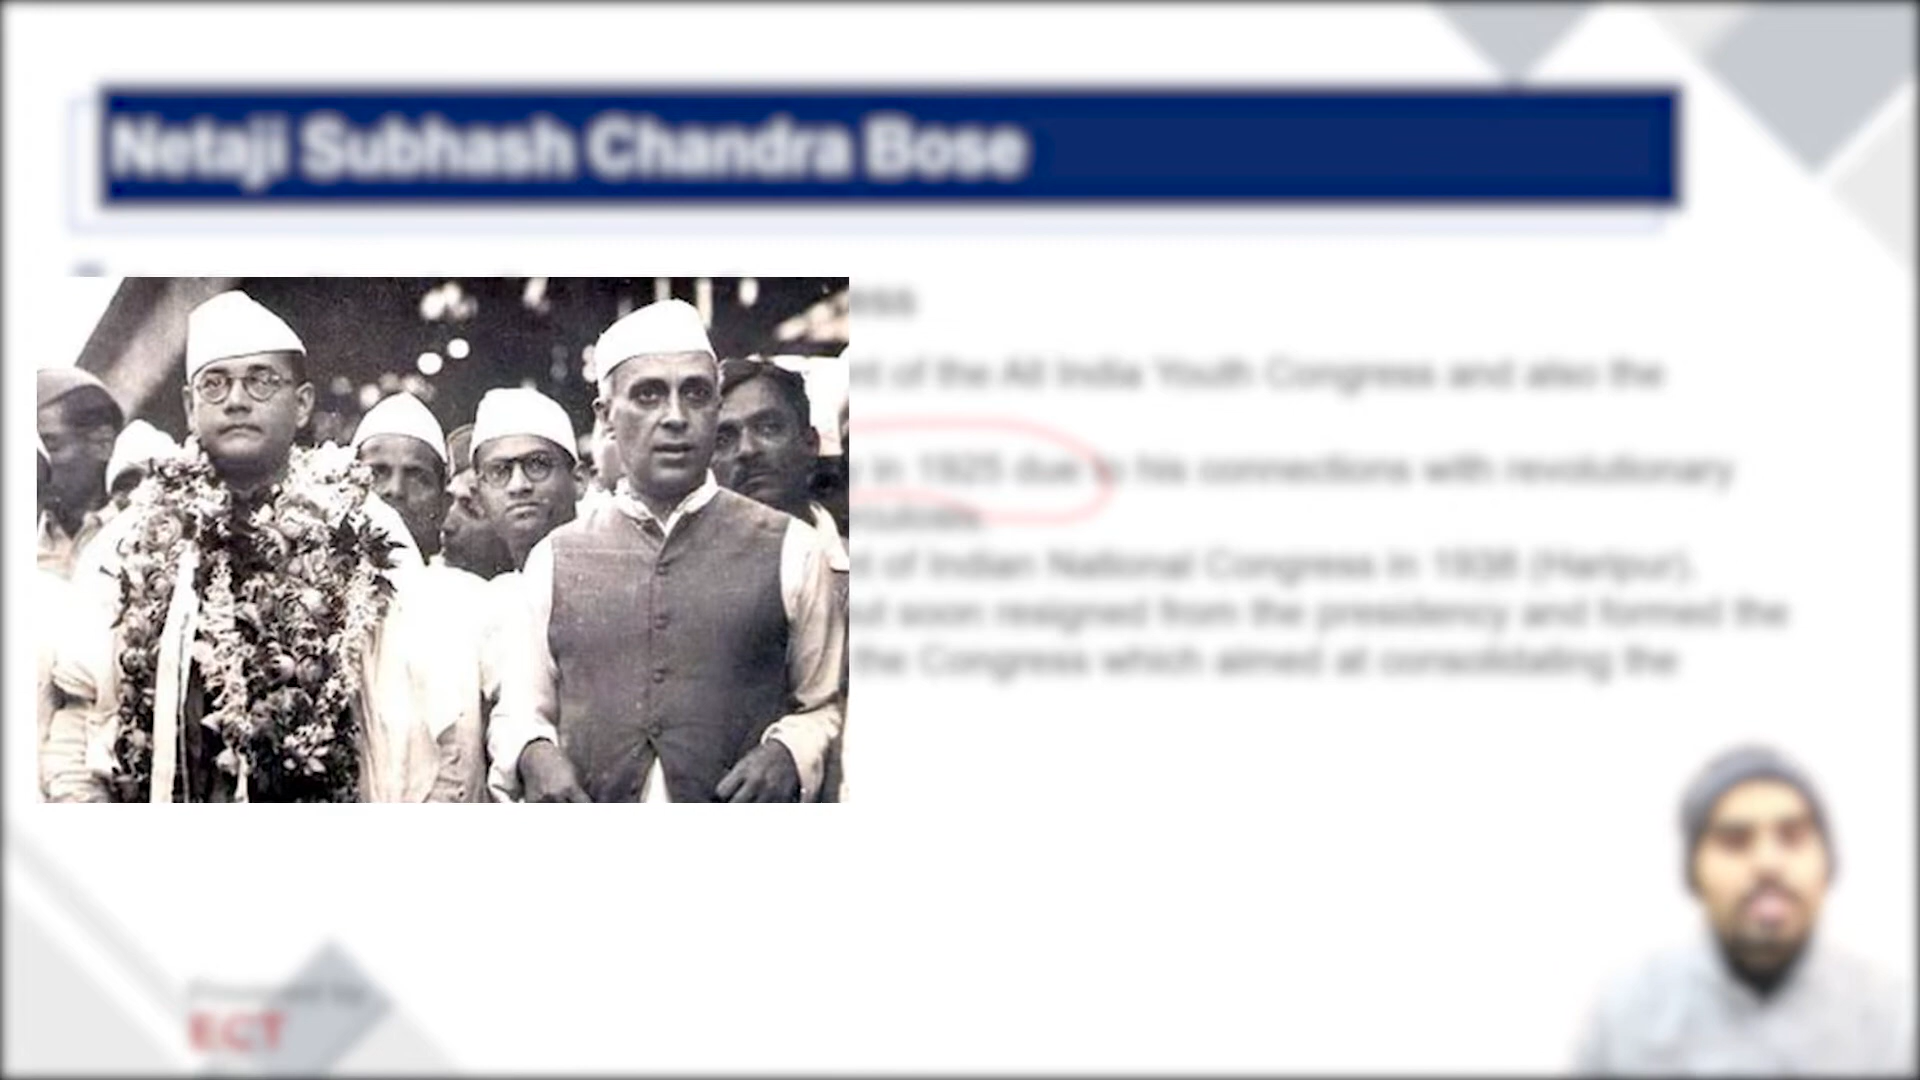 Netaji Subhash Chandra Bose
ess
nt of the All India Youth Congress and also the
y in 1925 due to his connections with revolutionary
rculosis.
nt of Indian National Congress in 1938 (Haripur).
ut soon resigned from the presidency and formed the
the Congress which aimed at consolidating the
ECT